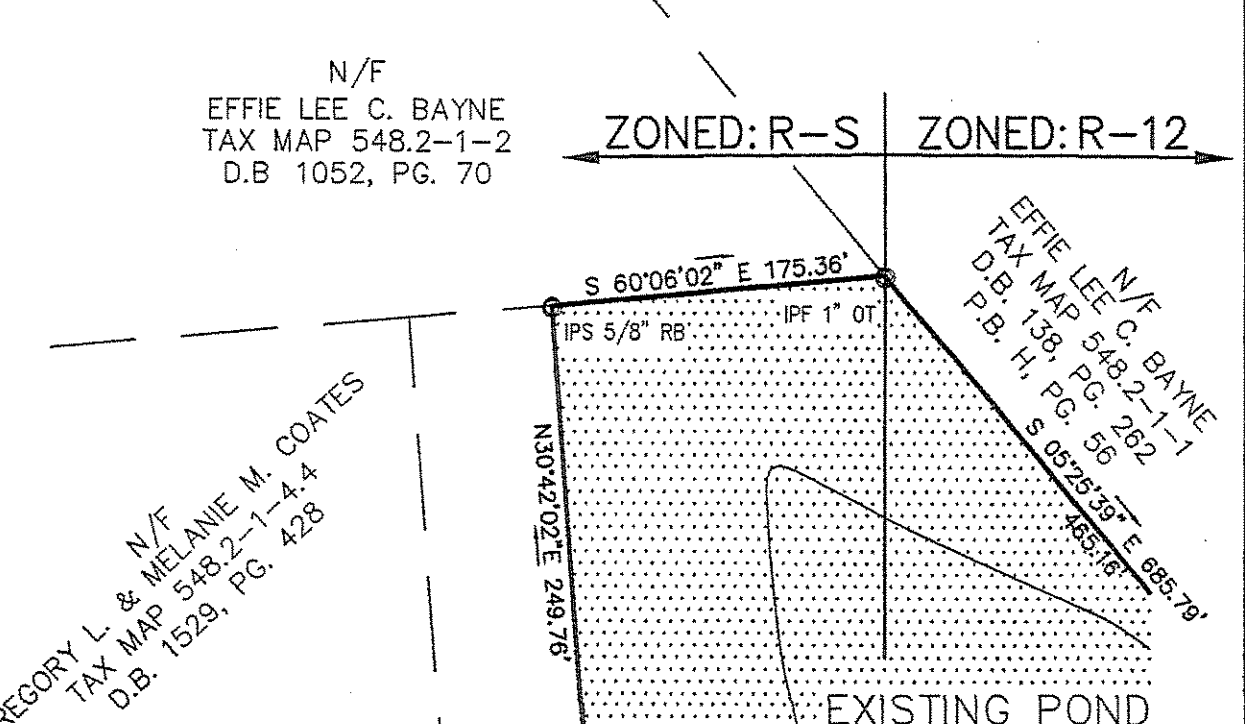 N/F
EFFIE LEE C. BAYNE
TAX MAP 548.2-1-2
D.B 1052, PG. 70
ZONED: R-S
ZONED: R-12
N/F
EFFIE LEE C. BAYNE
TAX MAP 548.2-1-1
D.B. 138, PG. 262
P.B. H, PG. 56
S 60°06'02" E 175.36'
IPS 5/8" RB
IPF 1" OT
S 05°25'39" E 685.79'
465.16'
N30°42'02"E 249.76'
N/F
REGORY L. & MELANIE M. COATES
TAX MAP 548.2-1-4.4
D.B. 1529, PG. 428
EXISTING POND